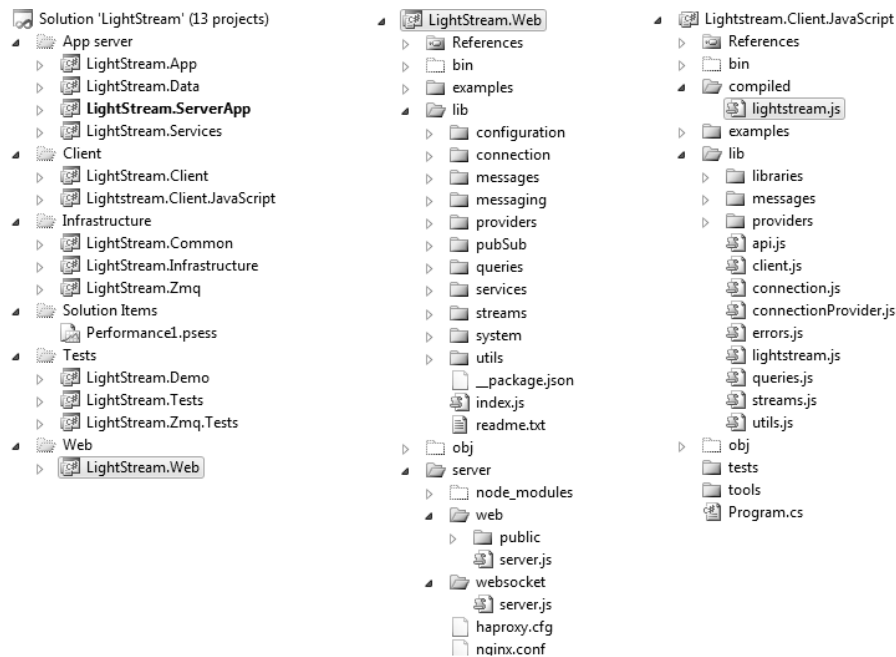 Solution 'LightStream' (13 projects)
App server
LightStream.App
LightStream.Data
LightStream.ServerApp
LightStream.Services
Client
LightStream.Client
Lightstream.Client.JavaScript
Infrastructure
LightStream.Common
LightStream.Infrastructure
LightStream.Zmq
Solution Items
Performance1.psess
Tests
LightStream.Demo
LightStream.Tests
LightStream.Zmq.Tests
Web
LightStream.Web
LightStream.Web
References
bin
examples
lib
configuration
connection
messages
messaging
providers
pubSub
queries
services
streams
system
utils
__package.json
index.js
readme.txt
obj
server
node_modules
web
public
server.js
websocket
server.js
haproxy.cfg
nginx.conf
Lightstream.Client.JavaScript
References
bin
compiled
lightstream.js
examples
lib
libraries
messages
providers
api.js
client.js
connection.js
connectionProvider.js
errors.js
lightstream.js
queries.js
streams.js
utils.js
obj
tests
tools
Program.cs